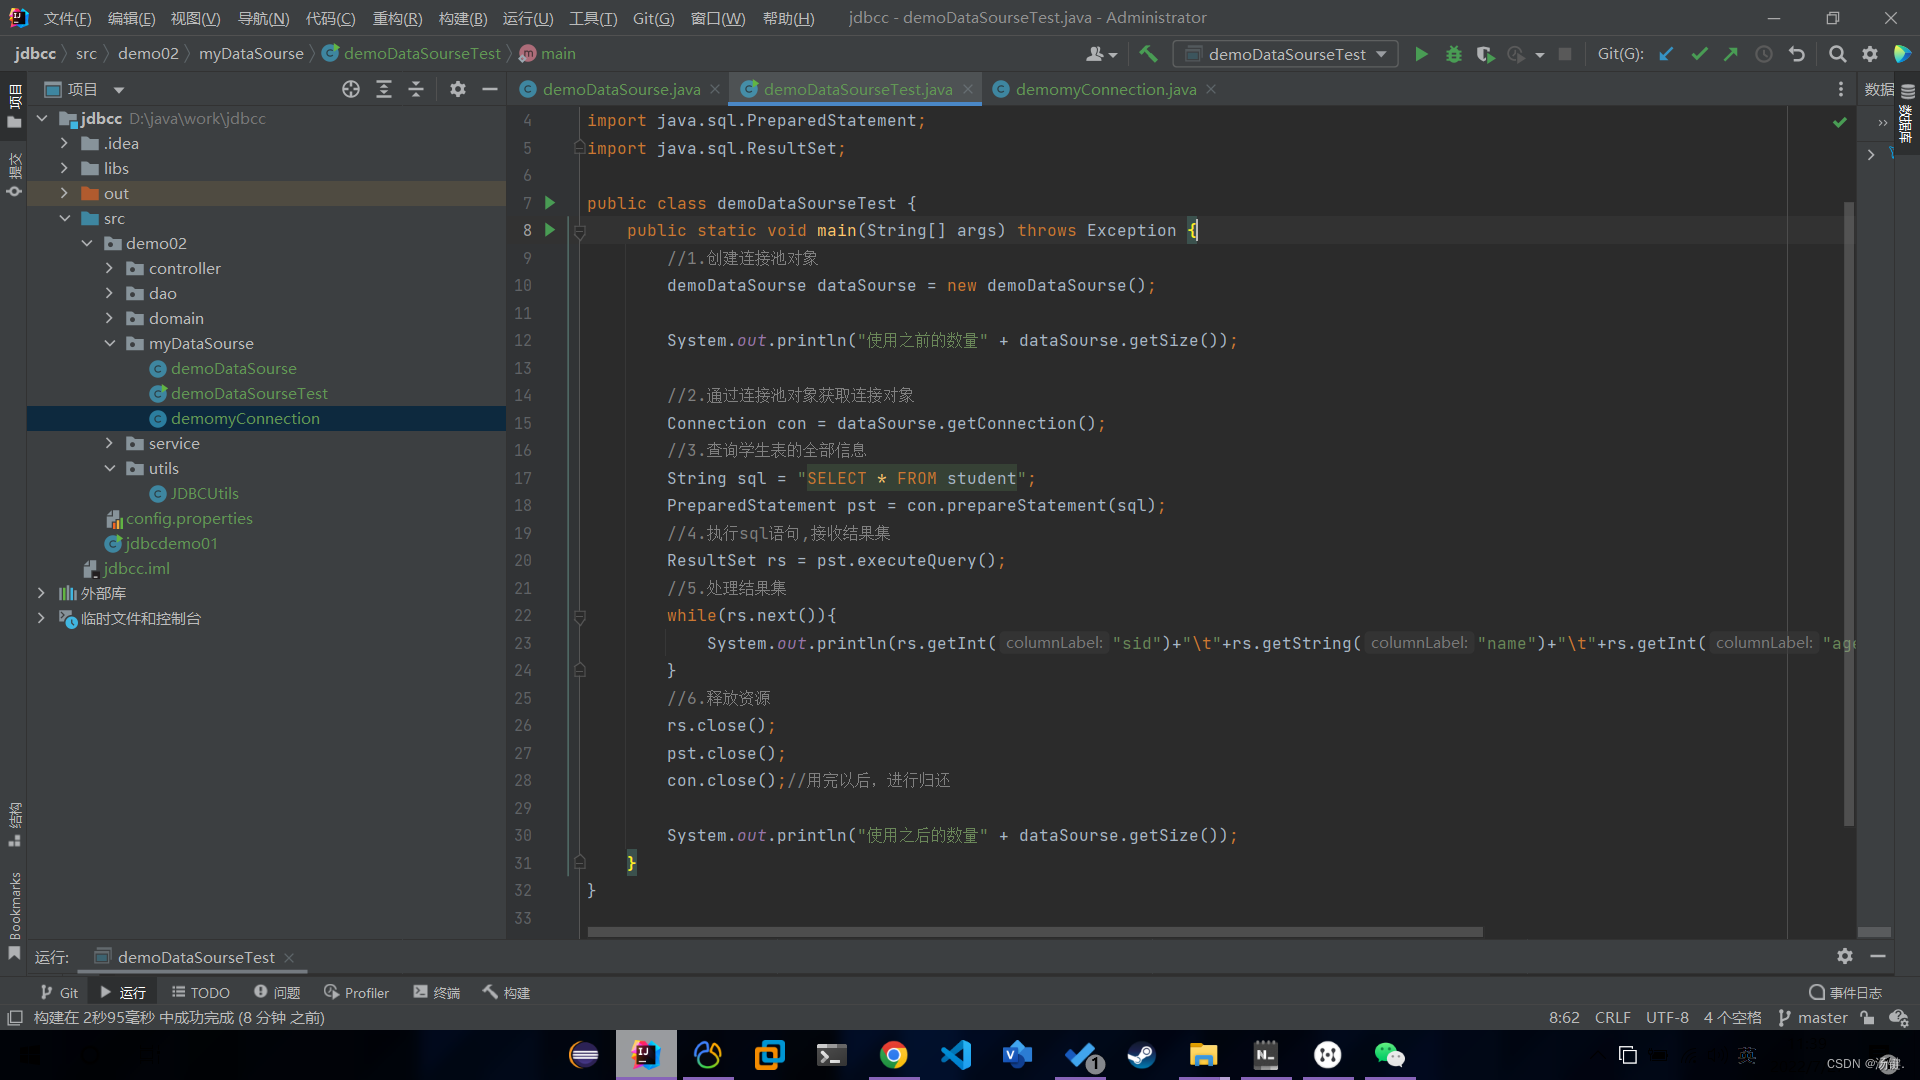 文件(F) 编辑(E) 视图(V) 导航(N) 代码(C) 重构(R) 构建(B) 运行(U) 工具(T) Git(G) 窗口(W) 帮助(H) jdbcc - demoDataSourseTest.java - Administrator
jdbcc src demo02 myDataSourse demoDataSourseTest main demoDataSourseTest Git(G):
项目
demoDataSourse.java demoDataSourseTest.java demomyConnection.java
数据
项目
提交
结构
Bookmarks
数据库
jdbcc D:\java\work\jdbcc
.idea
libs
out
src
demo02
controller
dao
domain
myDataSourse
demoDataSourse
demoDataSourseTest
demomyConnection
service
utils
JDBCUtils
config.properties
jdbcdemo01
jdbcc.iml
外部库
临时文件和控制台
4 import java.sql.PreparedStatement;
5 import java.sql.ResultSet;
6
7 public class demoDataSourseTest {
8 public static void main(String[] args) throws Exception {
9 //1.创建连接池对象
10 demoDataSourse dataSourse = new demoDataSourse();
11
12 System.out.println("使用之前的数量" + dataSourse.getSize());
13
14 //2.通过连接池对象获取连接对象
15 Connection con = dataSourse.getConnection();
16 //3.查询学生表的全部信息
17 String sql = "SELECT * FROM student";
18 PreparedStatement pst = con.prepareStatement(sql);
19 //4.执行sql语句,接收结果集
20 ResultSet rs = pst.executeQuery();
21 //5.处理结果集
22 while(rs.next()){
23 System.out.println(rs.getInt( columnLabel: "sid")+"\t"+rs.getString( columnLabel: "name")+"\t"+rs.getInt( columnLabel: "age
24 }
25 //6.释放资源
26 rs.close();
27 pst.close();
28 con.close();//用完以后，进行归还
29
30 System.out.println("使用之后的数量" + dataSourse.getSize());
31 }
32 }
33
运行: demoDataSourseTest
Git 运行 TODO 问题 Profiler 终端 构建 事件日志
构建在 2秒95毫秒 中成功完成 (8 分钟 之前) 8:62 CRLF UTF-8 4 个空格 master
1
英
CSDN @汤键.